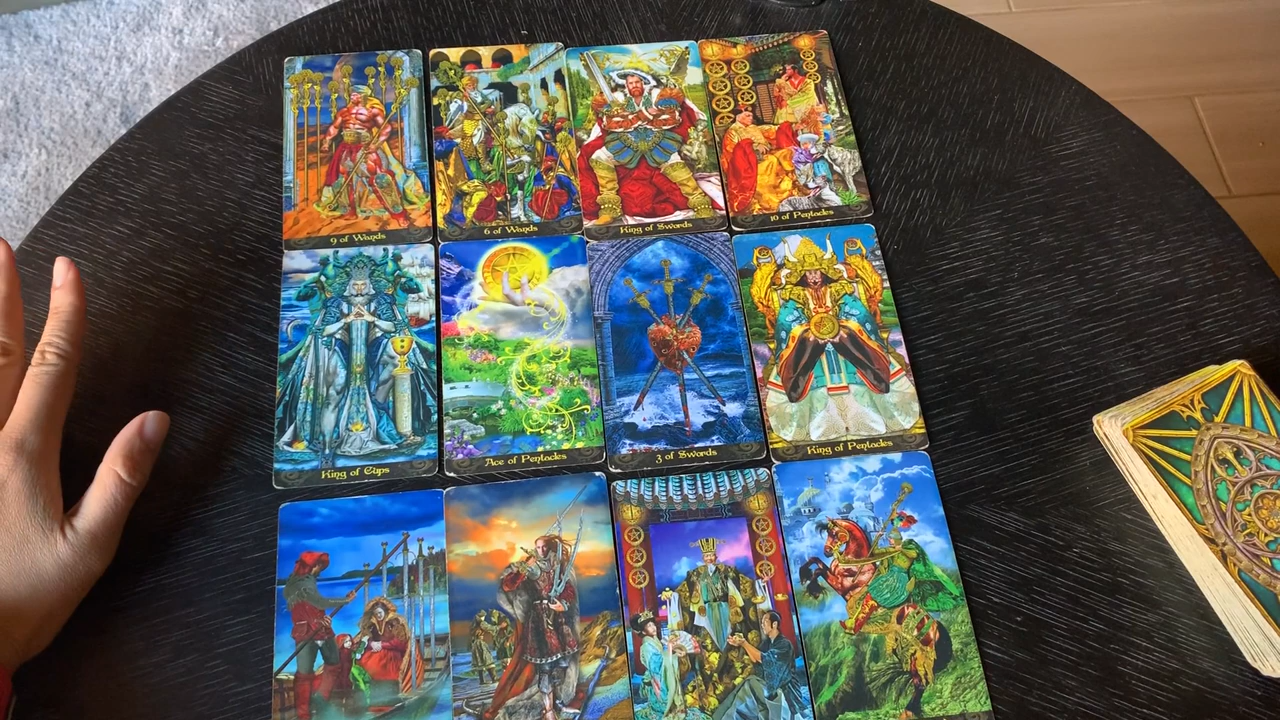 9 of Wands
6 of Wands
King of Swords
10 of Pentacles
King of Cups
Ace of Pentacles
3 of Swords
King of Pentacles